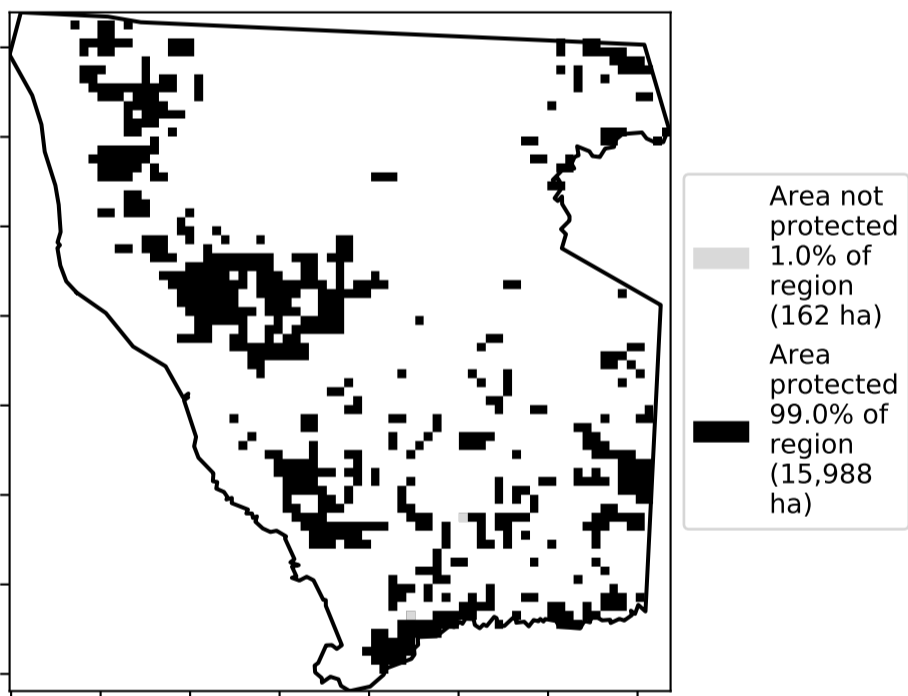 Area not
protected
1.0% of
region
(162 ha)
Area
protected
99.0% of
region
(15,988
ha)